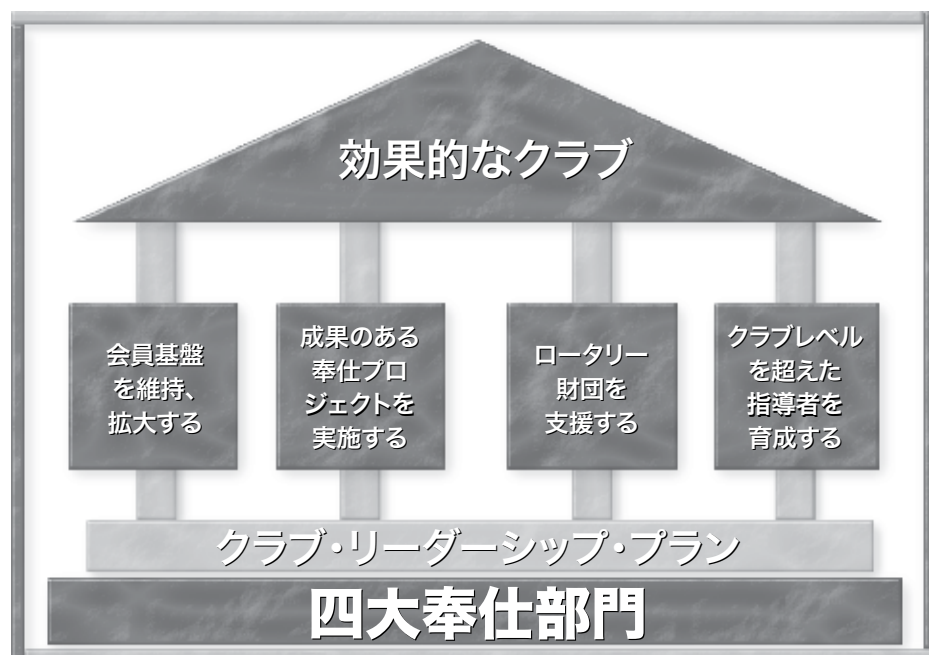 効果的なクラブ
会員基盤
を維持、
拡大する
成果のある
奉仕プロ
ジェクトを
実施する
ロータリー
財団を
支援する
クラブレベル
を超えた
指導者を
育成する
クラブ・リーダーシップ・プラン
四大奉仕部門